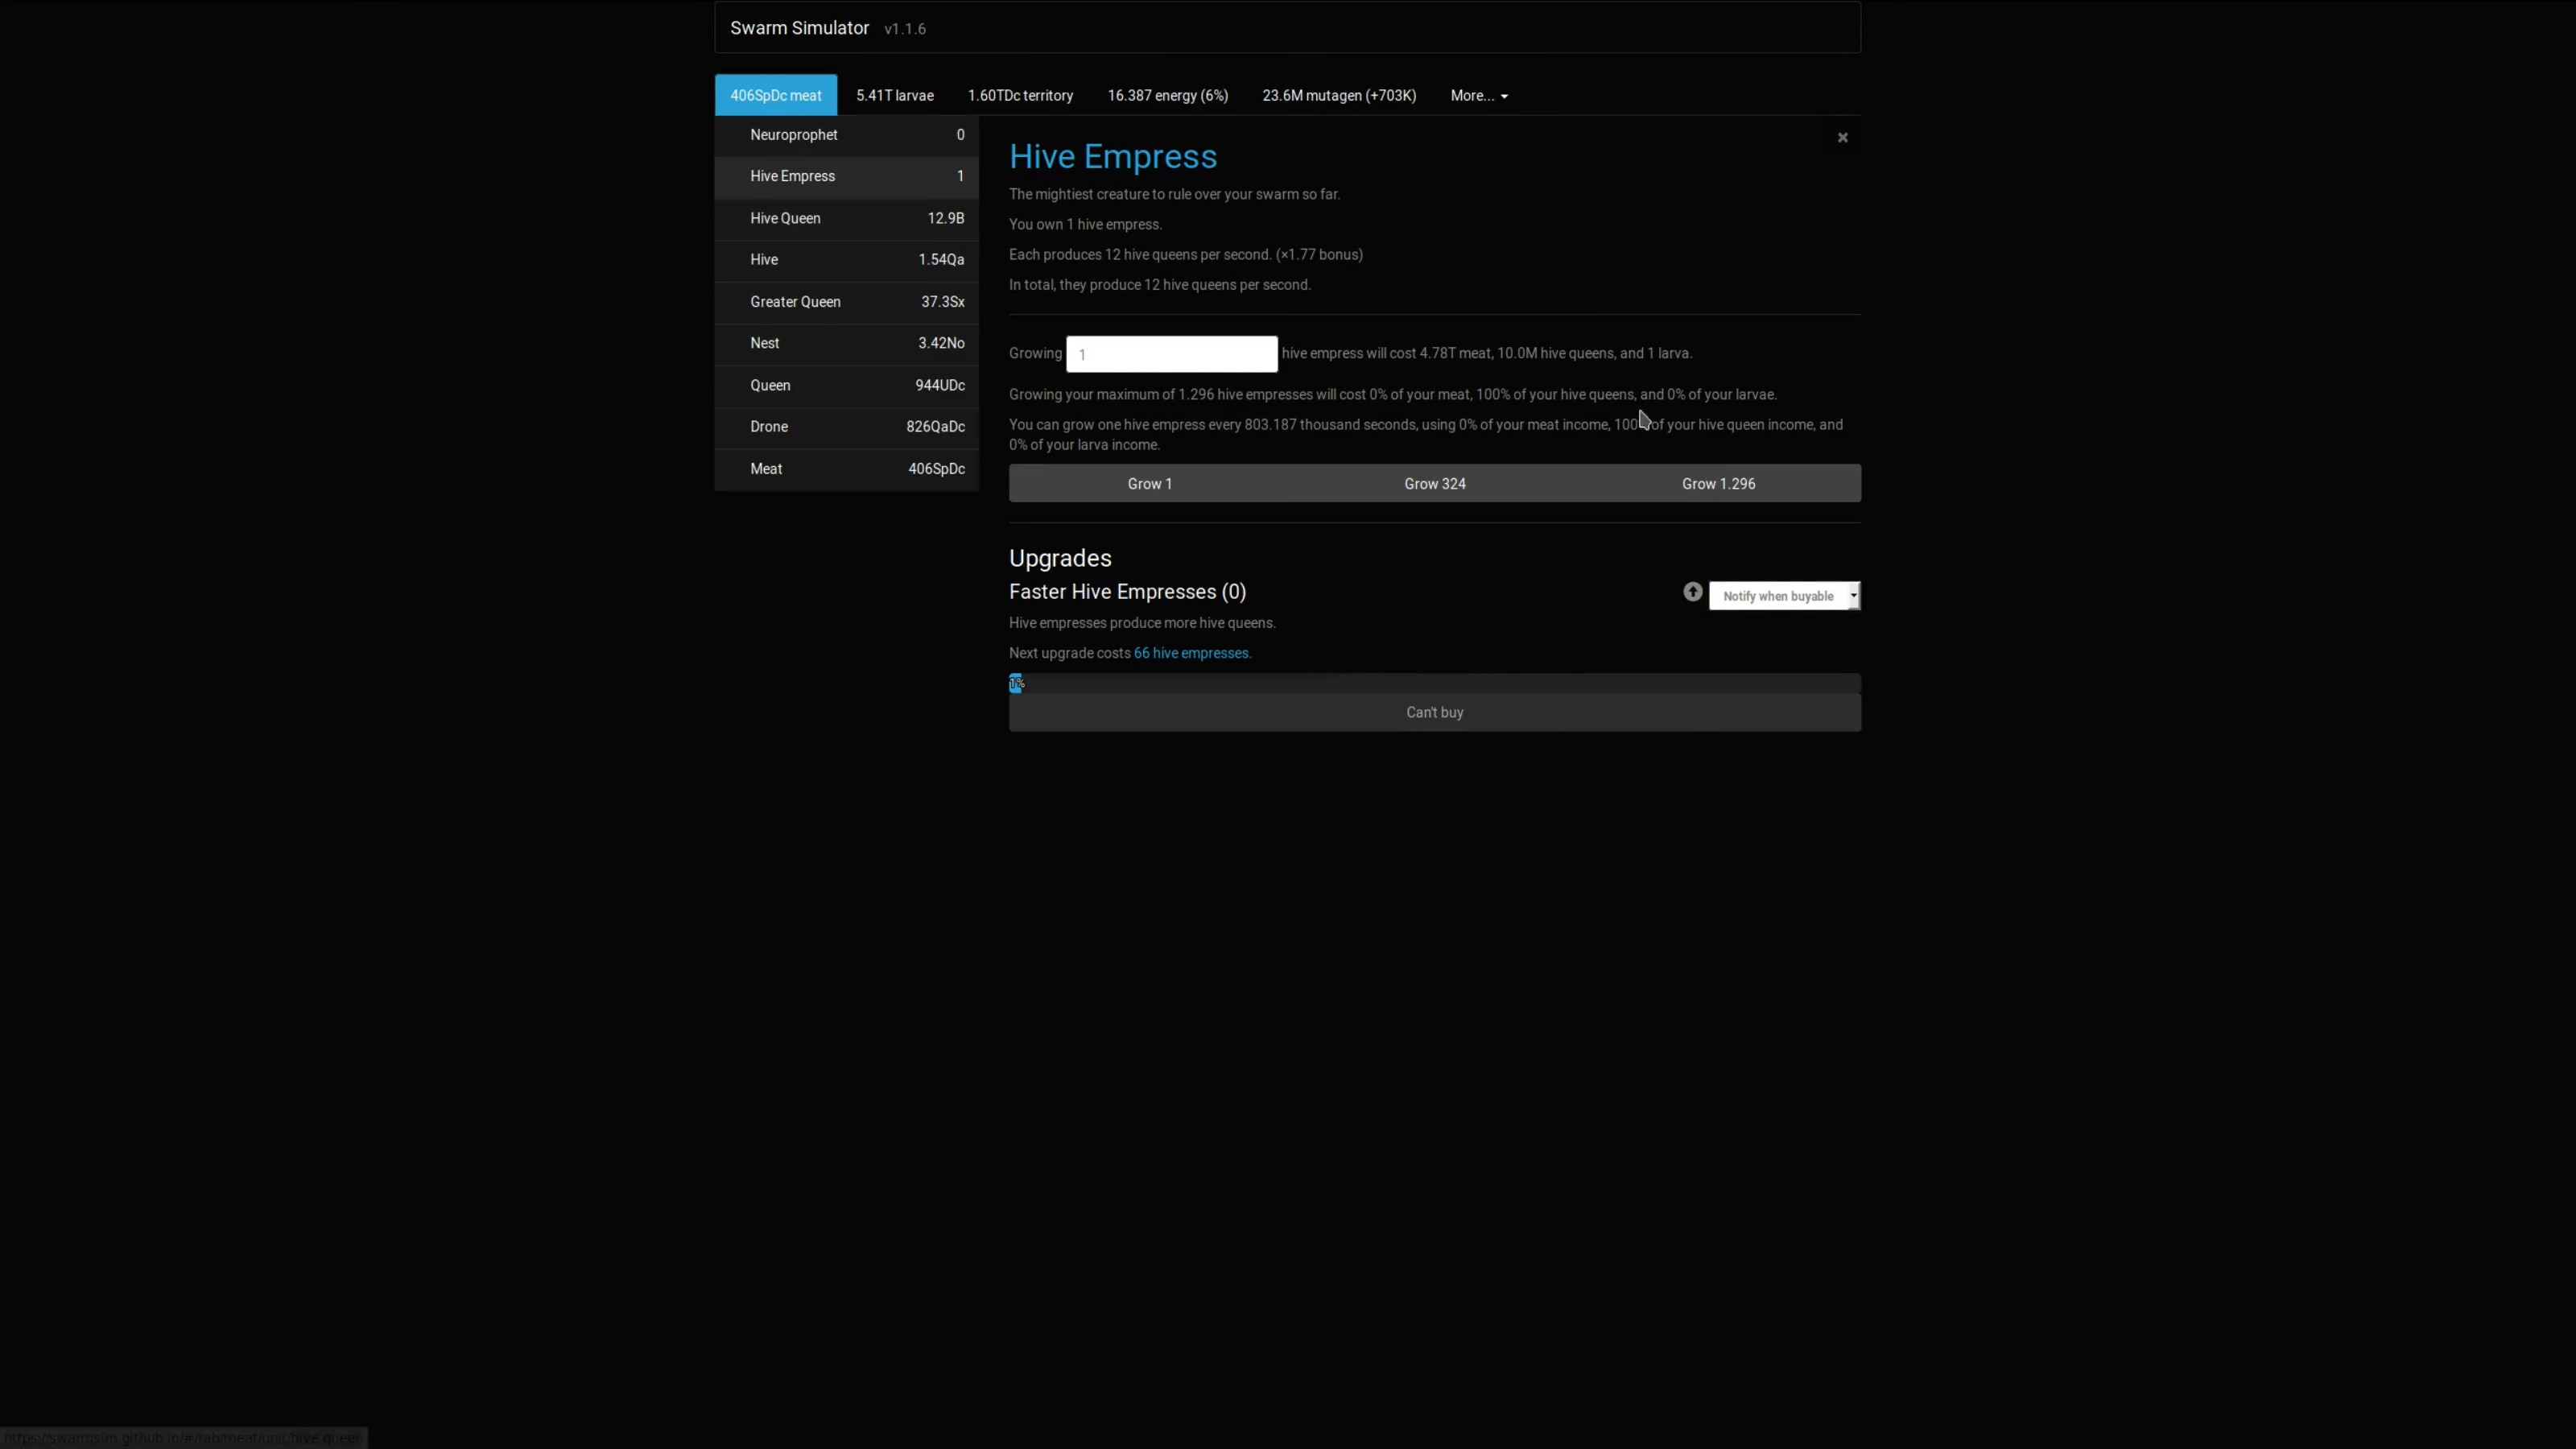 Swarm Simulator v1.1.6
406SpDc meat 5.41T larvae 1.60TDc territory 16.387 energy (6%) 23.6M mutagen (+703K) More...
Neuroprophet 0
Hive Empress 1
Hive Queen 12.9B
Hive 1.54Qa
Greater Queen 37.3Sx
Nest 3.42No
Queen 944UDc
Drone 826QaDc
Meat 406SpDc
Hive Empress
The mightiest creature to rule over your swarm so far.
You own 1 hive empress.
Each produces 12 hive queens per second. (×1.77 bonus)
In total, they produce 12 hive queens per second.
Growing 1 hive empress will cost 4.78T meat, 10.0M hive queens, and 1 larva.
Growing your maximum of 1.296 hive empresses will cost 0% of your meat, 100% of your hive queens, and 0% of your larvae.
You can grow one hive empress every 803.187 thousand seconds, using 0% of your meat income, 100 of your hive queen income, and
0% of your larva income.
Grow 1 Grow 324 Grow 1.296
Upgrades
Faster Hive Empresses (0) Notify when buyable
Hive empresses produce more hive queens.
Next upgrade costs 66 hive empresses.
1%
Can't buy